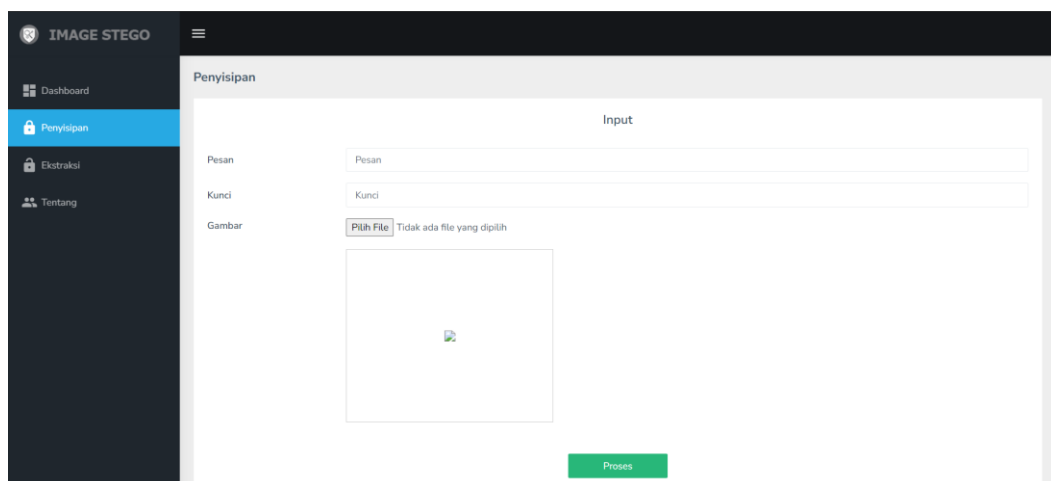 IMAGE STEGO
Dashboard
Penyisipan
Ekstraksi
Tentang
Penyisipan
Input
Pesan Pesan
Kunci Kunci
Gambar Pilih File Tidak ada file yang dipilih
Proses